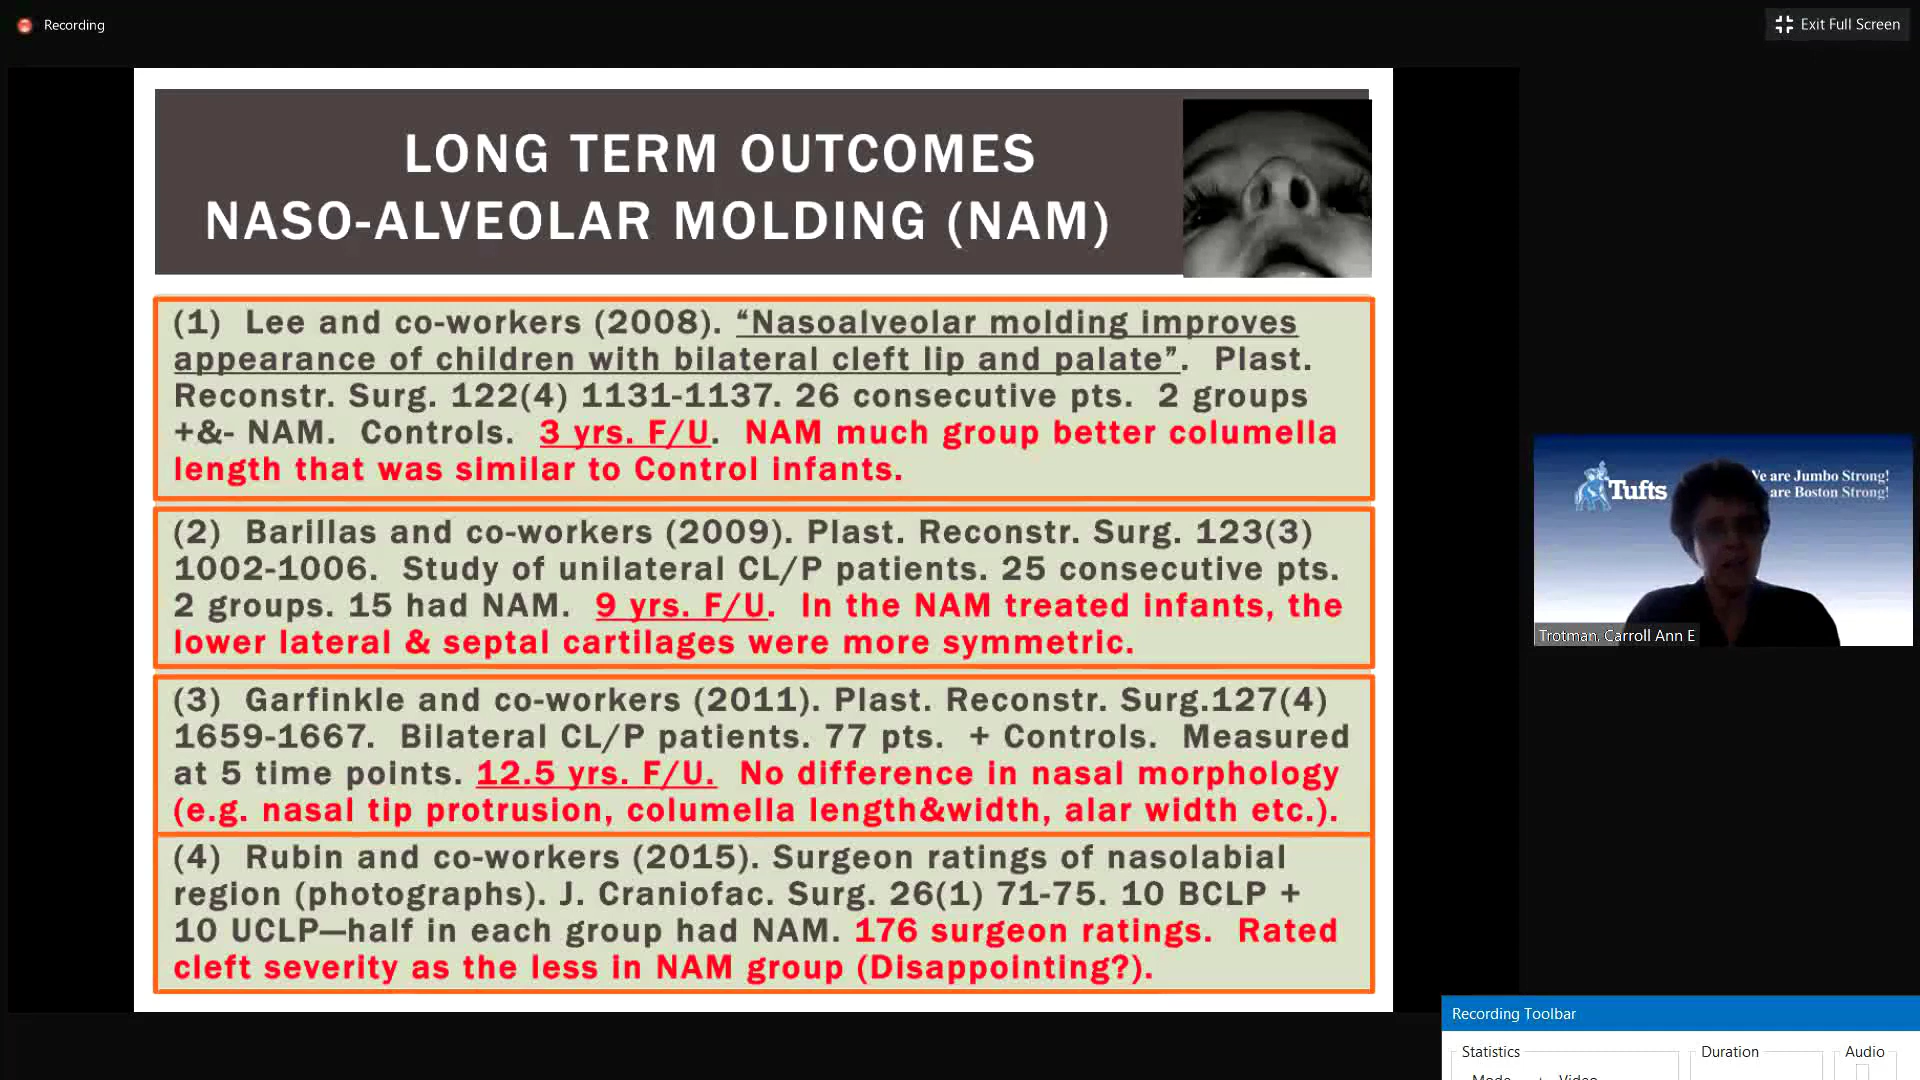 Recording
Exit Full Screen
LONG TERM OUTCOMES
NASO-ALVEOLAR MOLDING (NAM)
(1) Lee and co-workers (2008). “Nasoalveolar molding improves
appearance of children with bilateral cleft lip and palate”. Plast.
Reconstr. Surg. 122(4) 1131-1137. 26 consecutive pts. 2 groups
+&- NAM. Controls. 3 yrs. F/U. NAM much group better columella
length that was similar to Control infants.
(2) Barillas and co-workers (2009). Plast. Reconstr. Surg. 123(3)
1002-1006. Study of unilateral CL/P patients. 25 consecutive pts.
2 groups. 15 had NAM. 9 yrs. F/U. In the NAM treated infants, the
lower lateral & septal cartilages were more symmetric.
(3) Garfinkle and co-workers (2011). Plast. Reconstr. Surg.127(4)
1659-1667. Bilateral CL/P patients. 77 pts. + Controls. Measured
at 5 time points. 12.5 yrs. F/U. No difference in nasal morphology
(e.g. nasal tip protrusion, columella length&width, alar width etc.).
(4) Rubin and co-workers (2015). Surgeon ratings of nasolabial
region (photographs). J. Craniofac. Surg. 26(1) 71-75. 10 BCLP +
10 UCLP—half in each group had NAM. 176 surgeon ratings. Rated
cleft severity as the less in NAM group (Disappointing?).
Tufts
are Jumbo Strong!
are Boston Strong!
Trotman, Carroll Ann E
Recording Toolbar
Statistics
Duration
Audio